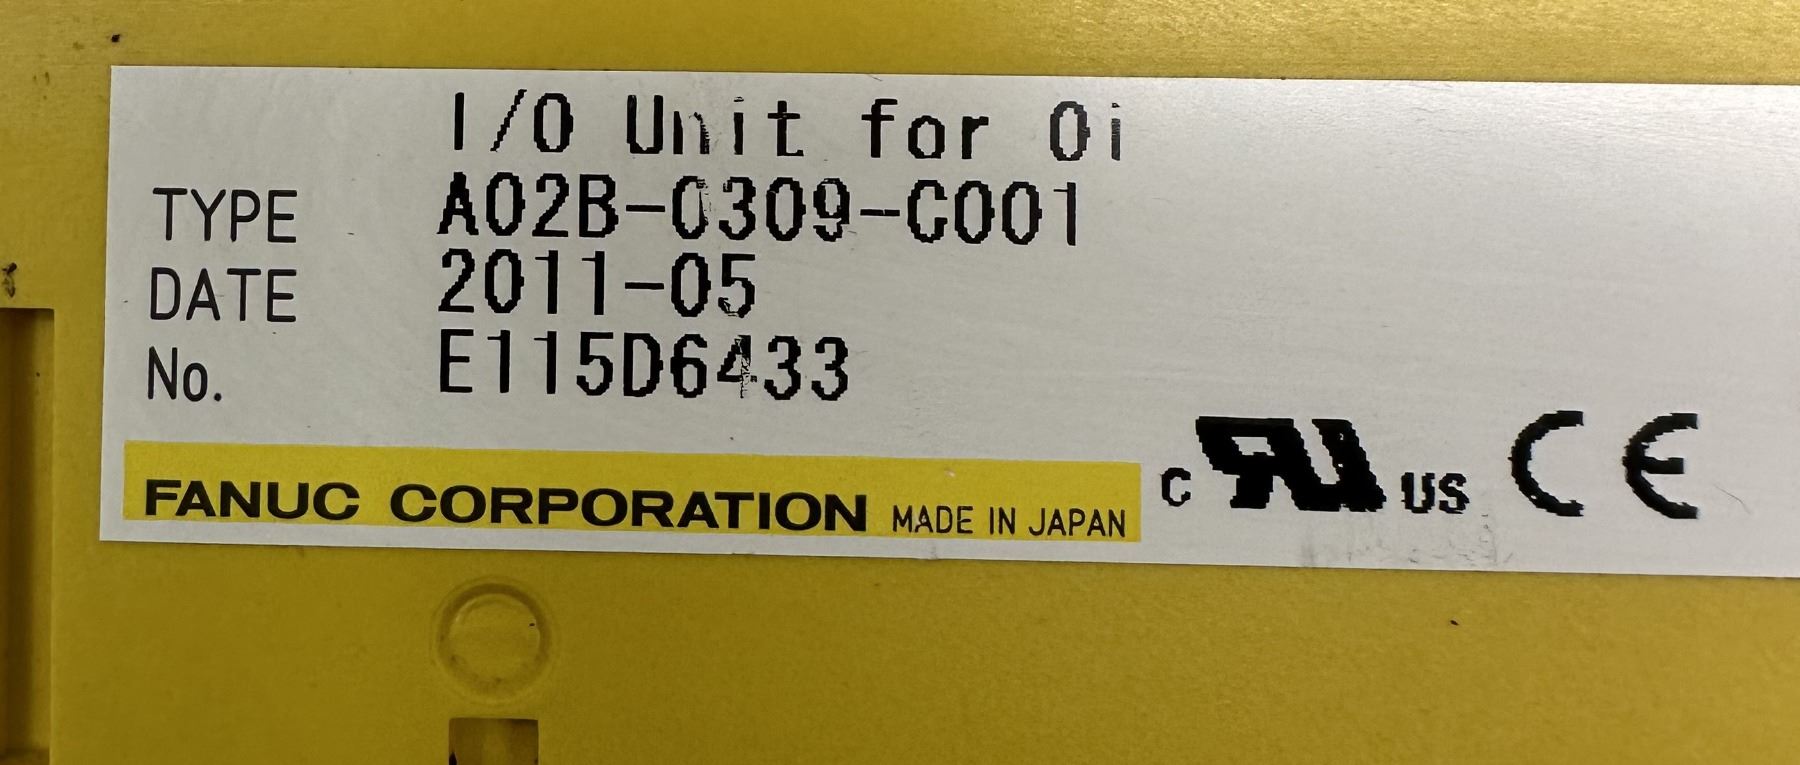 I/O Unit for 0i
TYPE A02B-0309-C001
DATE 2011-05
No. E115D6433
FANUC CORPORATION MADE IN JAPAN
c RU US CE